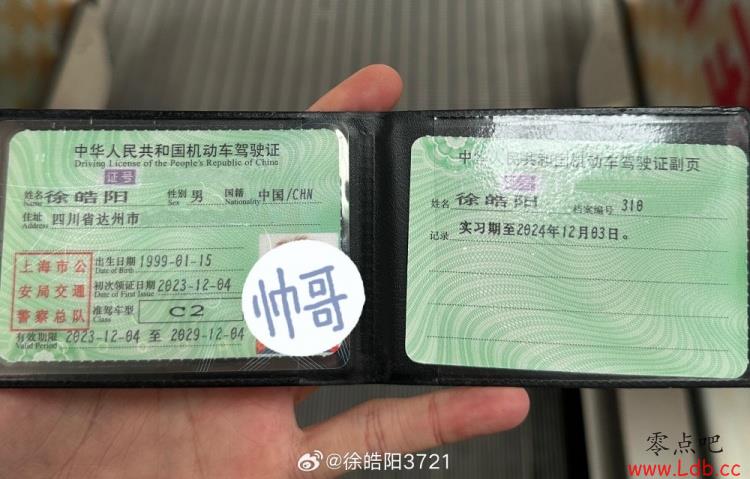 中华人民共和国机动车驾驶证
Driving License of the People's Republic of China
证号
姓名 徐皓阳 性别 男 国籍 中国/CHN
Name Sex Nationality
住址 四川省达州市
Address
上海市公
安局交通
警察总队
出生日期 1999-01-15
Date of Birth
初次领证日期 2023-12-04
Date of First Issue
准驾车型 C2
Class
有效期限 2023-12-04 至 2029-12-04
Valid Period
帅哥
中华人民共和国机动车驾驶证副页
证号
姓名 徐皓阳 档案编号 310
记录 实习期至2024年12月03日。
@徐皓阳3721
零点吧
www.Ldb.cc